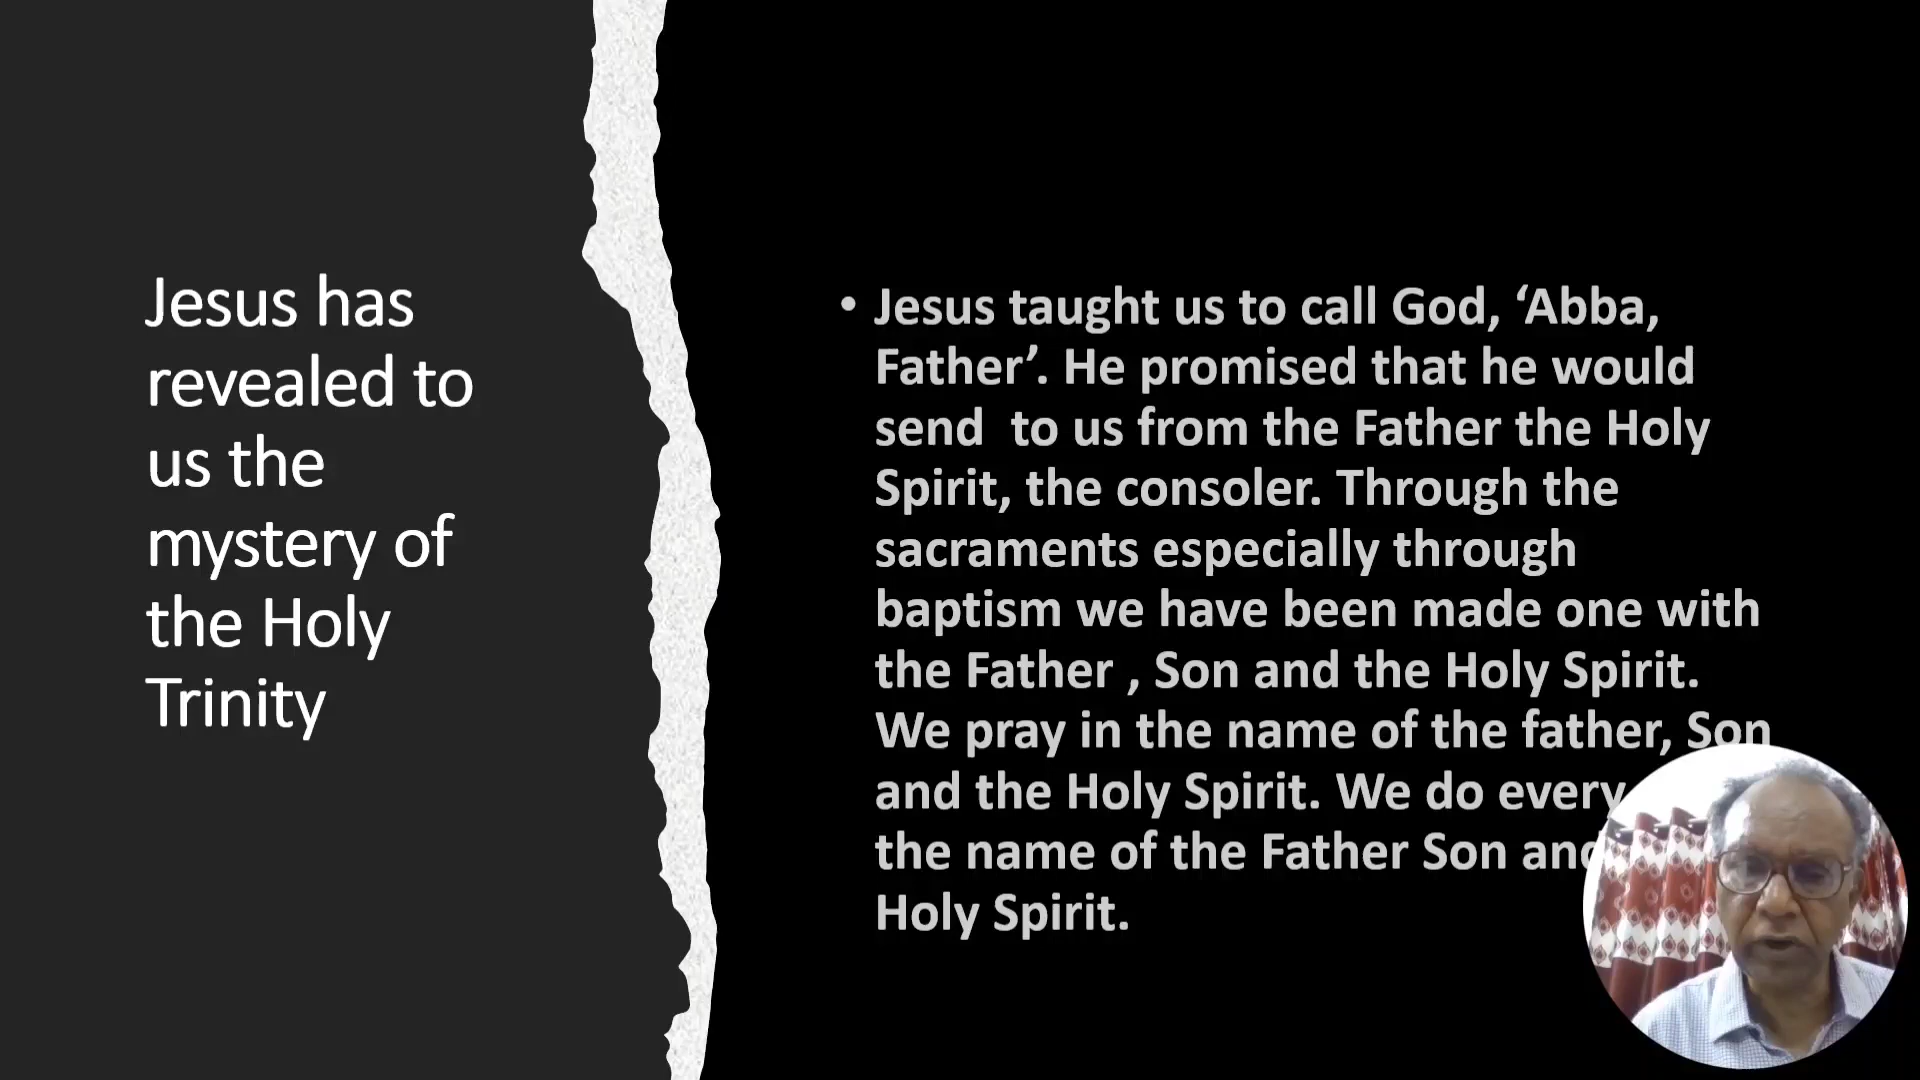 Jesus has
revealed to
us the
mystery of
the Holy
Trinity
• Jesus taught us to call God, ‘Abba,
Father’. He promised that he would
send  to us from the Father the Holy
Spirit, the consoler. Through the
sacraments especially through
baptism we have been made one with
the Father , Son and the Holy Spirit.
We pray in the name of the father, Son
and the Holy Spirit. We do every
the name of the Father Son and
Holy Spirit.